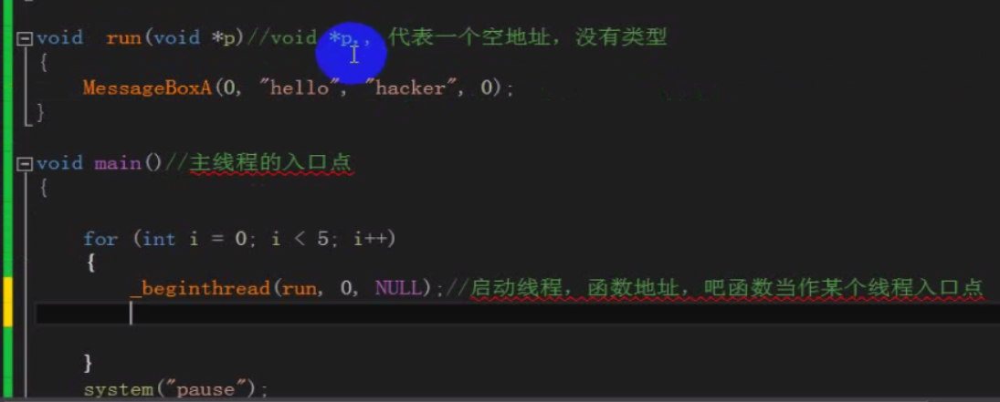 void run(void *p)//void *p,, 代表一个空地址，没有类型
{
MessageBoxA(0, "hello", "hacker", 0);
}
void main()//主线程的入口点
{
for (int i = 0; i < 5; i++)
{
_beginthread(run, 0, NULL);//启动线程，函数地址，吧函数当作某个线程入口点
}
system("pause");